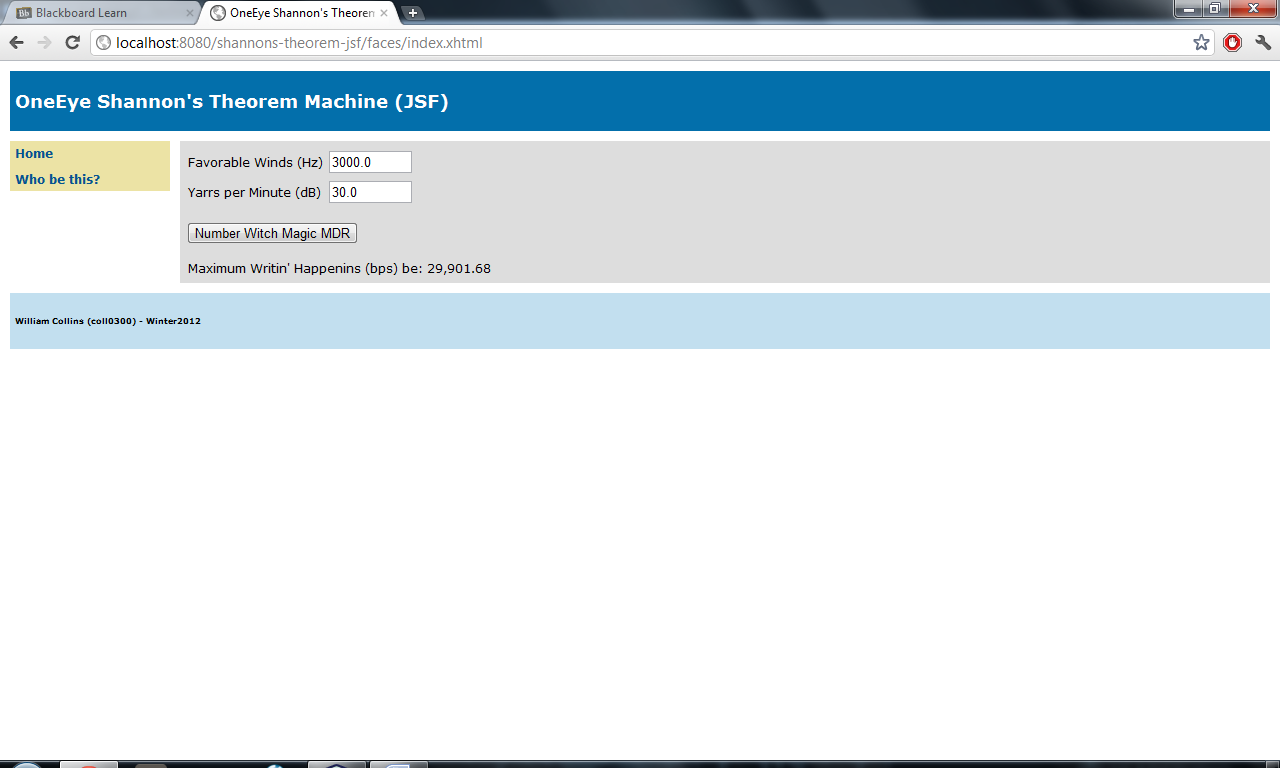 Blackboard Learn
OneEye Shannon's Theoren
localhost:8080/shannons-theorem-jsf/faces/index.xhtml
OneEye Shannon's Theorem Machine (JSF)
Home
Who be this?
Favorable Winds (Hz) 3000.0
Yarrs per Minute (dB) 30.0
Number Witch Magic MDR
Maximum Writin' Happenins (bps) be: 29,901.68
William Collins (coll0300) - Winter2012